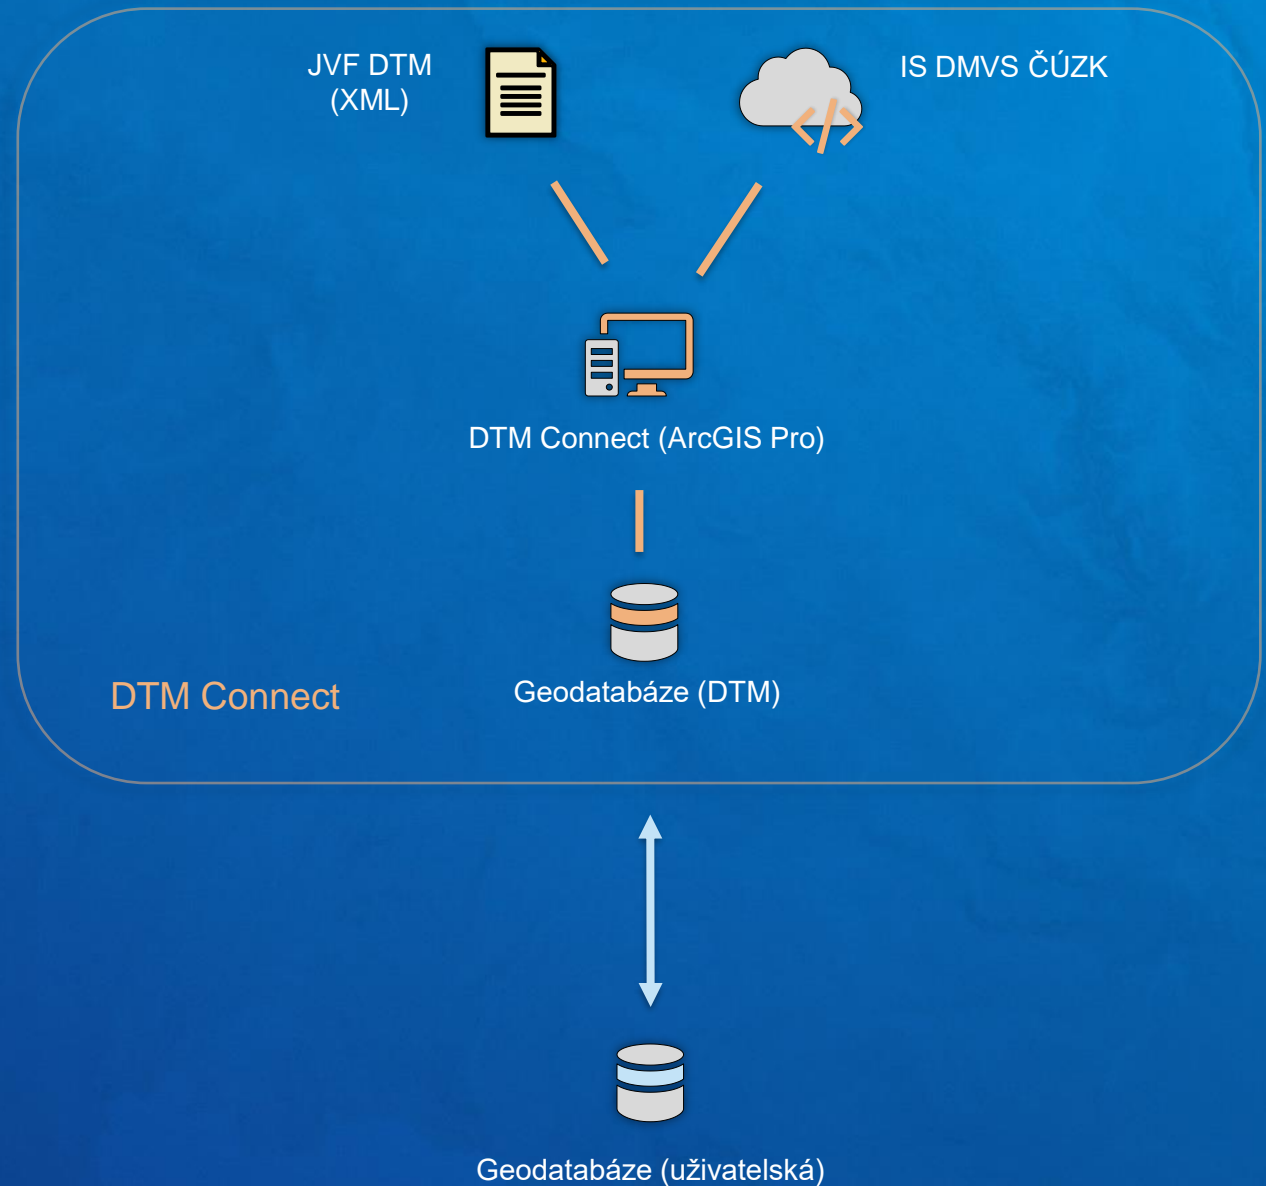 JVF DTM
(XML)
IS DMVS ČÚZK
DTM Connect (ArcGIS Pro)
Geodatabáze (DTM)
DTM Connect
Geodatabáze (uživatelská)